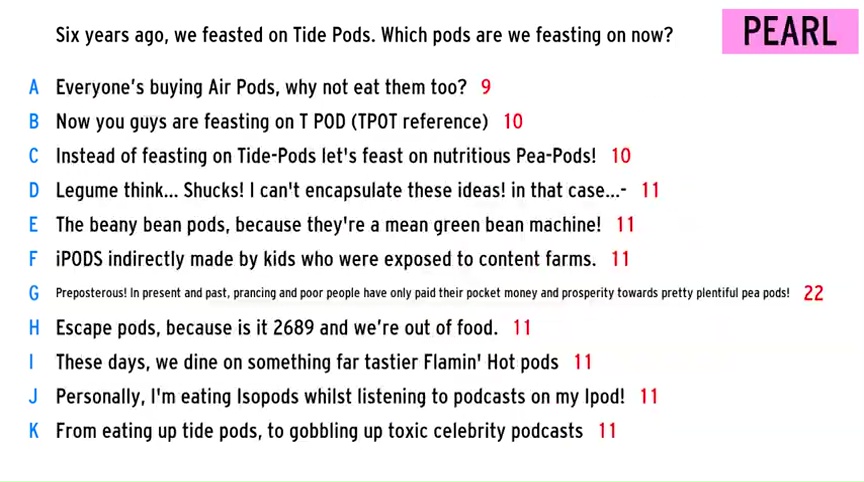 Six years ago, we feasted on Tide Pods. Which pods are we feasting on now?
PEARL
A Everyone's buying Air Pods, why not eat them too? 9
B Now you guys are feasting on T POD (TPOT reference) 10
C Instead of feasting on Tide-Pods let's feast on nutritious Pea-Pods! 10
D Legume think... Shucks! I can't encapsulate these ideas! in that case...- 11
E The beany bean pods, because they're a mean green bean machine! 11
F iPODS indirectly made by kids who were exposed to content farms. 11
G Preposterous! In present and past, prancing and poor people have only paid their pocket money and prosperity towards pretty plentiful pea pods! 22
H Escape pods, because is it 2689 and we're out of food. 11
I These days, we dine on something far tastier Flamin' Hot pods 11
J Personally, I'm eating Isopods whilst listening to podcasts on my Ipod! 11
K From eating up tide pods, to gobbling up toxic celebrity podcasts 11